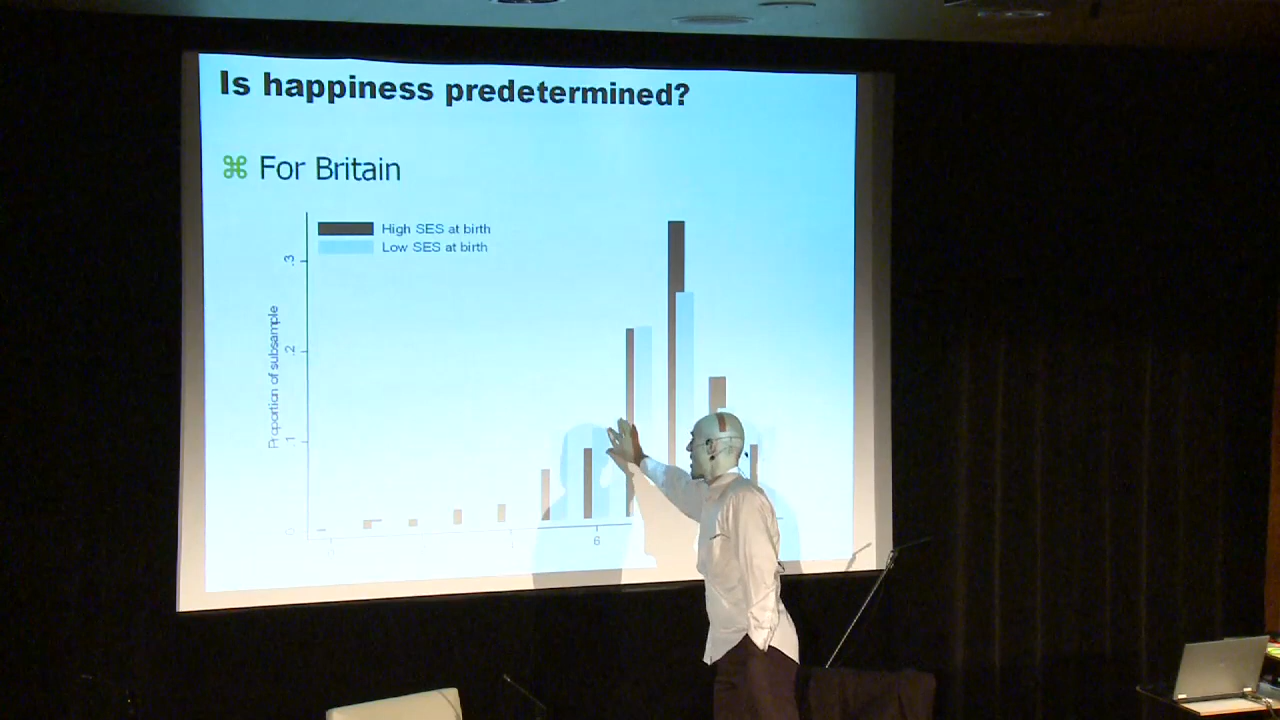 Is happiness predetermined?
⌘ For Britain
High SES at birth
Low SES at birth
.3
.2
.1
0
Proportion of subsample
6